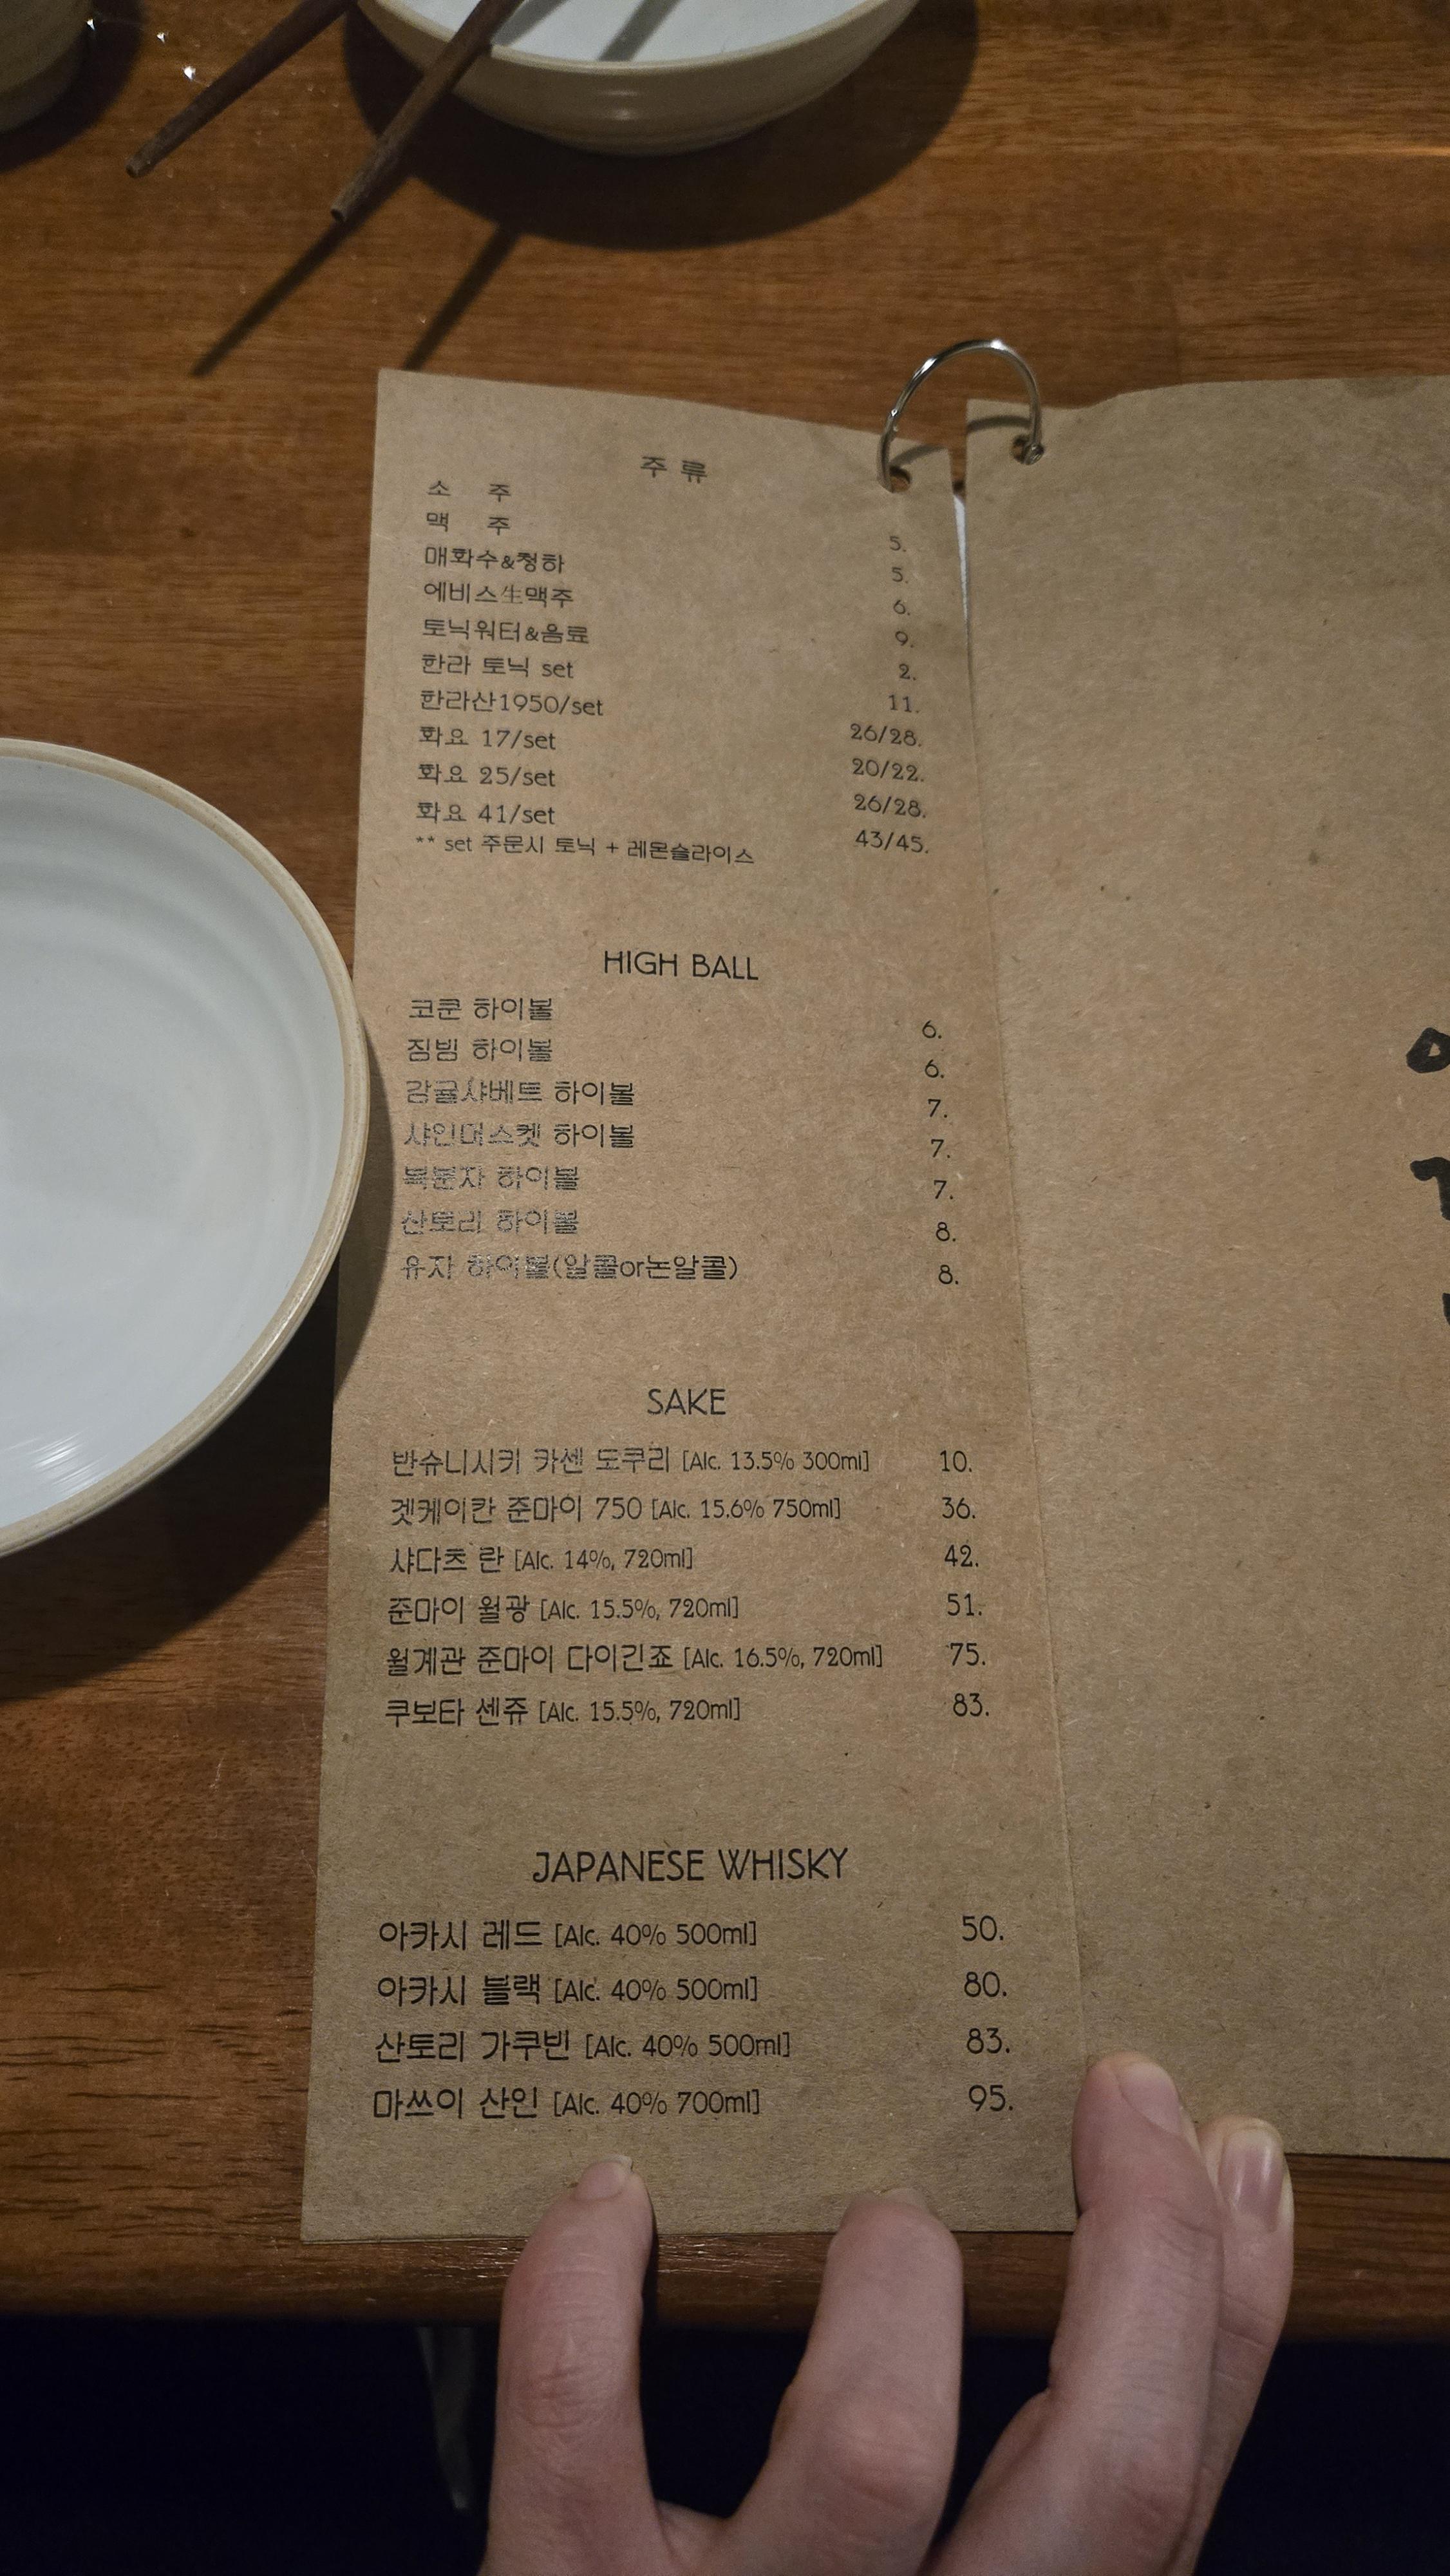 주 류
소 주 5.
맥 주 5.
매화수&청하 6.
에비스生맥주 9.
토닉워터&음료 2.
한라 토닉 set 11.
한라산1950/set 26/28.
화요 17/set 20/22.
화요 25/set 26/28.
화요 41/set 43/45.
** set 주문시 토닉 + 레몬슬라이스
HIGH BALL
코쿤 하이볼 6.
짐빔 하이볼 6.
감귤샤베트 하이볼 7.
샤인머스켓 하이볼 7.
복분자 하이볼 7.
산토리 하이볼 8.
유자 하이볼(알콜or논알콜) 8.
SAKE
반슈니시키 카센 도쿠리 [Alc. 13.5% 300ml] 10.
겟케이칸 준마이 750 [Alc. 15.6% 750ml] 36.
샤다츠 란 [Alc. 14%, 720ml] 42.
준마이 월광 [Alc. 15.5%, 720ml] 51.
월계관 준마이 다이긴죠 [Alc. 16.5%, 720ml] 75.
쿠보타 센쥬 [Alc. 15.5%, 720ml] 83.
JAPANESE WHISKY
아카시 레드 [Alc. 40% 500ml] 50.
아카시 블랙 [Alc. 40% 500ml] 80.
산토리 가쿠빈 [Alc. 40% 500ml] 83.
마쓰이 산인 [Alc. 40% 700ml] 95.